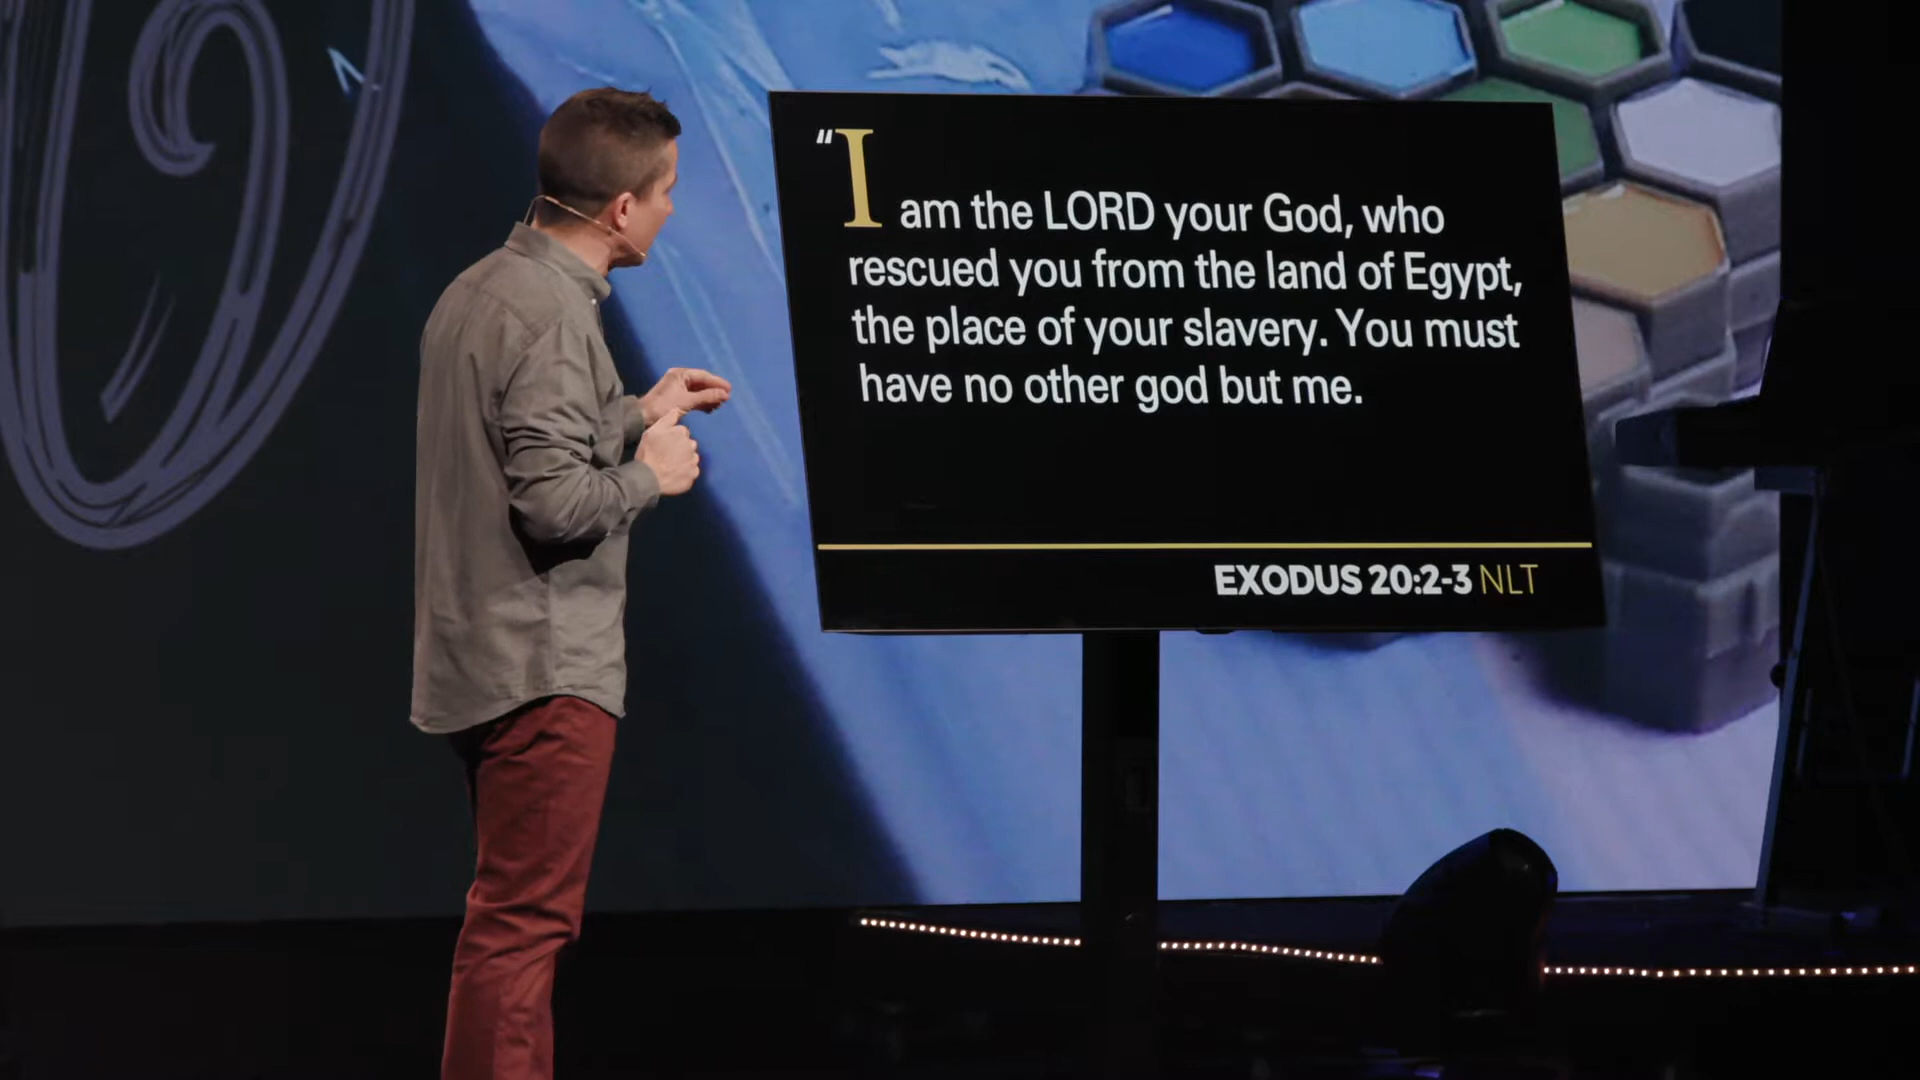 “I am the LORD your God, who
rescued you from the land of Egypt,
the place of your slavery. You must
have no other god but me.
EXODUS 20:2-3 NLT